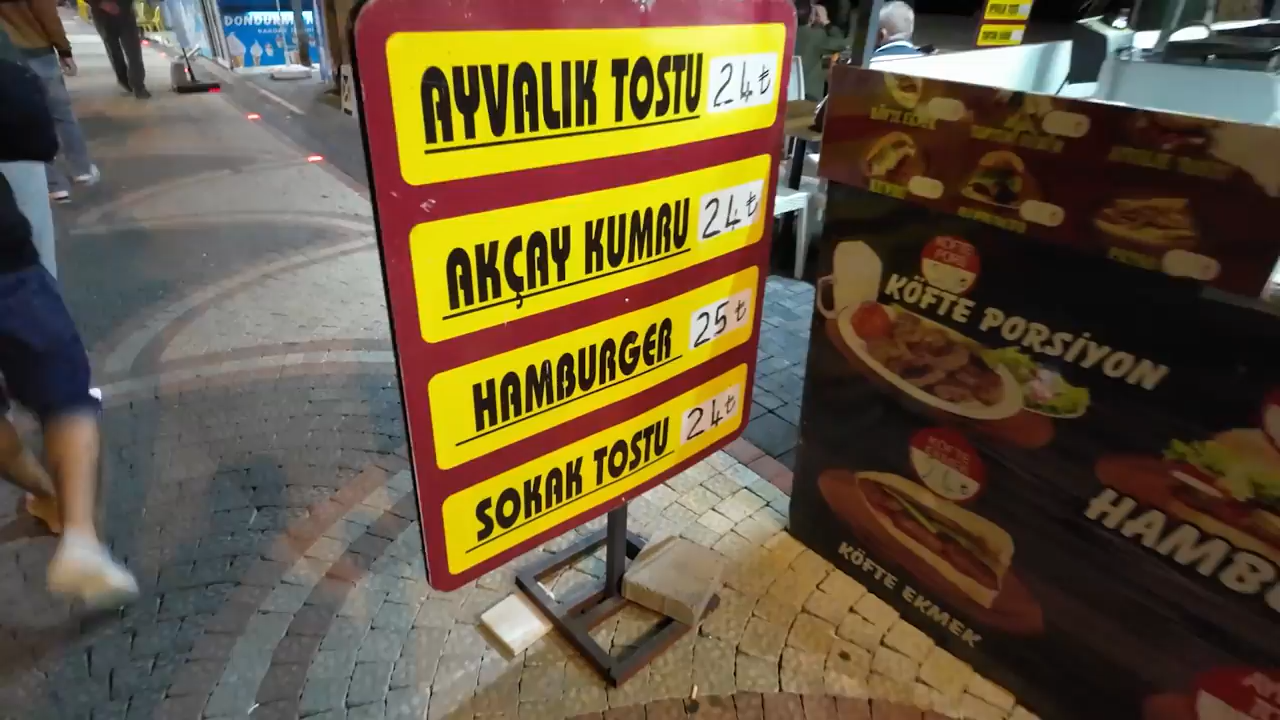 DONDURMA
AYVALIK TOSTU 24 ₺
AKÇAY KUMRU 24 ₺
HAMBURGER 25 ₺
SOKAK TOSTU 24 ₺
KÖFTE PORSİYON
KÖFTE EKMEK
HAMB